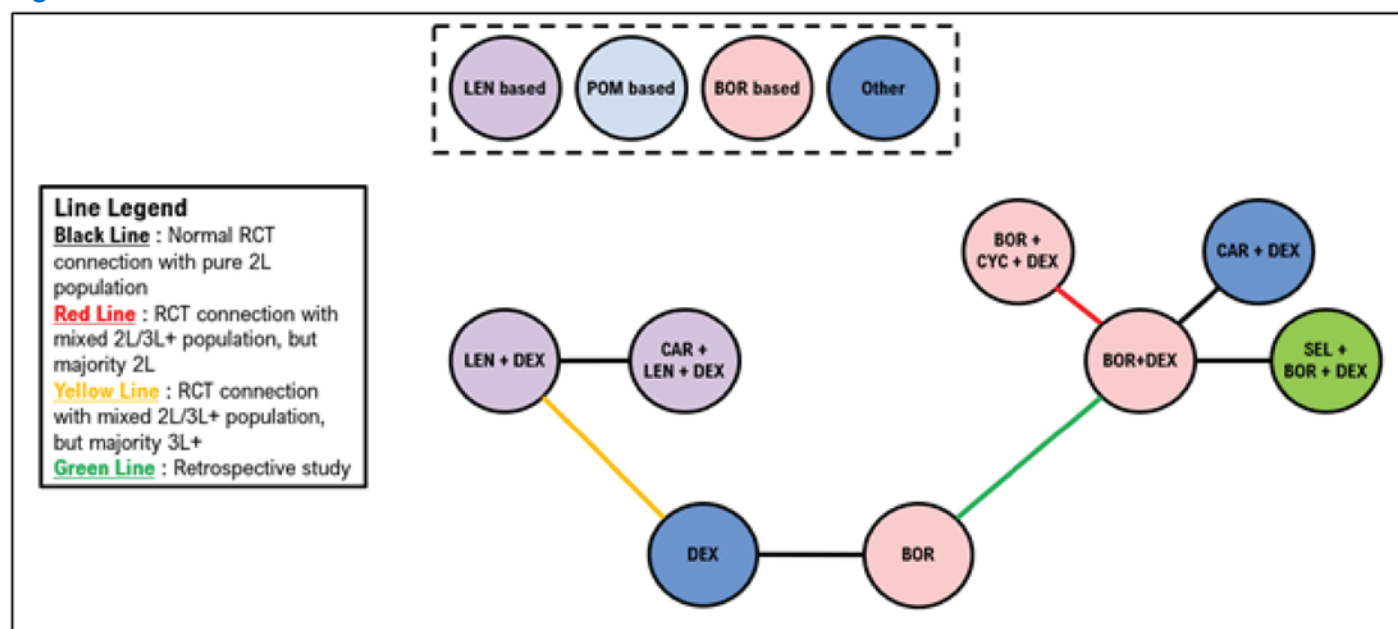 LEN based
POM based
BOR based
Other
Line Legend
Black Line : Normal RCT
connection with pure 2L
population
Red Line : RCT connection with
mixed 2L/3L+ population, but
majority 2L
Yellow Line : RCT connection
with mixed 2L/3L+ population,
but majority 3L+
Green Line : Retrospective study
BOR +
CYC + DEX
CAR + DEX
LEN + DEX
CAR +
LEN + DEX
BOR+DEX
SEL +
BOR + DEX
DEX
BOR